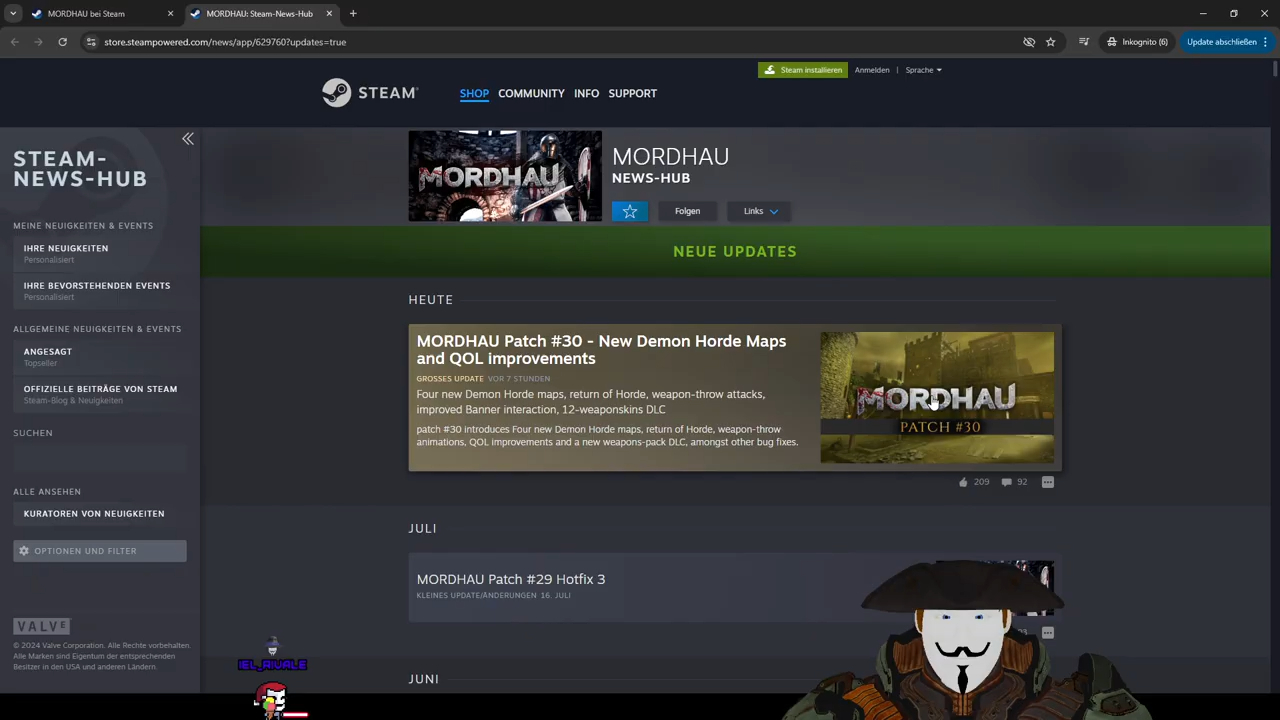 MORDHAU bei Steam
MORDHAU: Steam-News-Hub
store.steampowered.com/news/app/629760?updates=true
Inkognito (6)
Update abschließen
Steam installieren
Anmelden
Sprache
STEAM
SHOP
COMMUNITY
INFO
SUPPORT
STEAM-
NEWS-HUB
MEINE NEUIGKEITEN & EVENTS
IHRE NEUIGKEITEN
Personalisiert
IHRE BEVORSTEHENDEN EVENTS
Personalisiert
ALLGEMEINE NEUIGKEITEN & EVENTS
ANGESAGT
Topseller
OFFIZIELLE BEITRÄGE VON STEAM
Steam-Blog & Neuigkeiten
SUCHEN
ALLE ANSEHEN
KURATOREN VON NEUIGKEITEN
OPTIONEN UND FILTER
VALVE
© 2024 Valve Corporation. Alle Rechte vorbehalten.
Alle Marken sind Eigentum der entsprechenden
Besitzer in den USA und anderen Ländern.
MORDHAU
MORDHAU
NEWS-HUB
Folgen
Links
NEUE UPDATES
HEUTE
MORDHAU Patch #30 - New Demon Horde Maps
and QOL improvements
GROSSES UPDATE VOR 7 STUNDEN
Four new Demon Horde maps, return of Horde, weapon-throw attacks,
improved Banner interaction, 12-weaponskins DLC
patch #30 introduces Four new Demon Horde maps, return of Horde, weapon-throw
animations, QOL improvements and a new weapons-pack DLC, amongst other bug fixes.
MORDHAU
PATCH #30
209
92
JULI
MORDHAU Patch #29 Hotfix 3
KLEINES UPDATE/ÄNDERUNGEN 16. JULI
JUNI
IEL_RIVALE